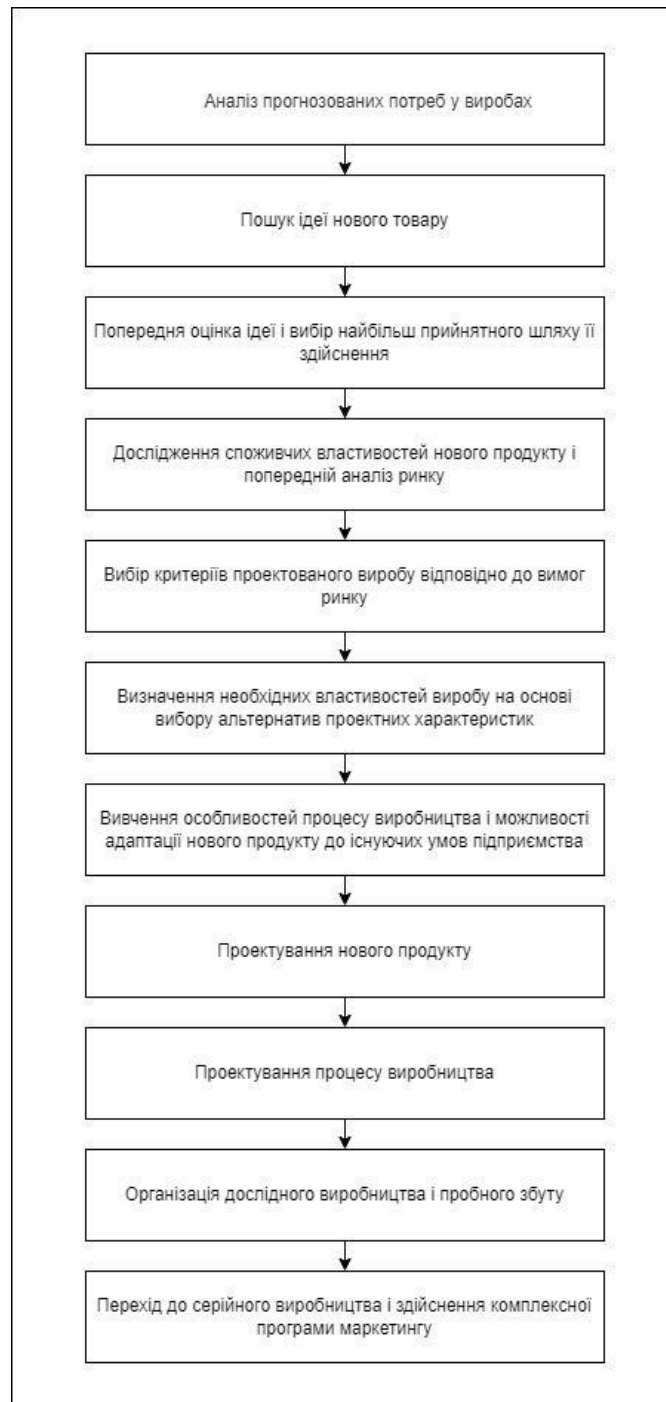 Аналіз прогнозованих потреб у виробах
Пошук ідеї нового товару
Попередня оцінка ідеї і вибір найбільш прийнятного шляху її
здійснення
Дослідження споживчих властивостей нового продукту і
попередній аналіз ринку
Вибір критеріїв проектованого виробу відповідно до вимог
ринку
Визначення необхідних властивостей виробу на основі
вибору альтернатив проектних характеристик
Вивчення особливостей процесу виробництва і можливості
адаптації нового продукту до існуючих умов підприємства
Проектування нового продукту
Проектування процесу виробництва
Організація дослідного виробництва і пробного збуту
Перехід до серійного виробництва і здійснення комплексної
програми маркетингу